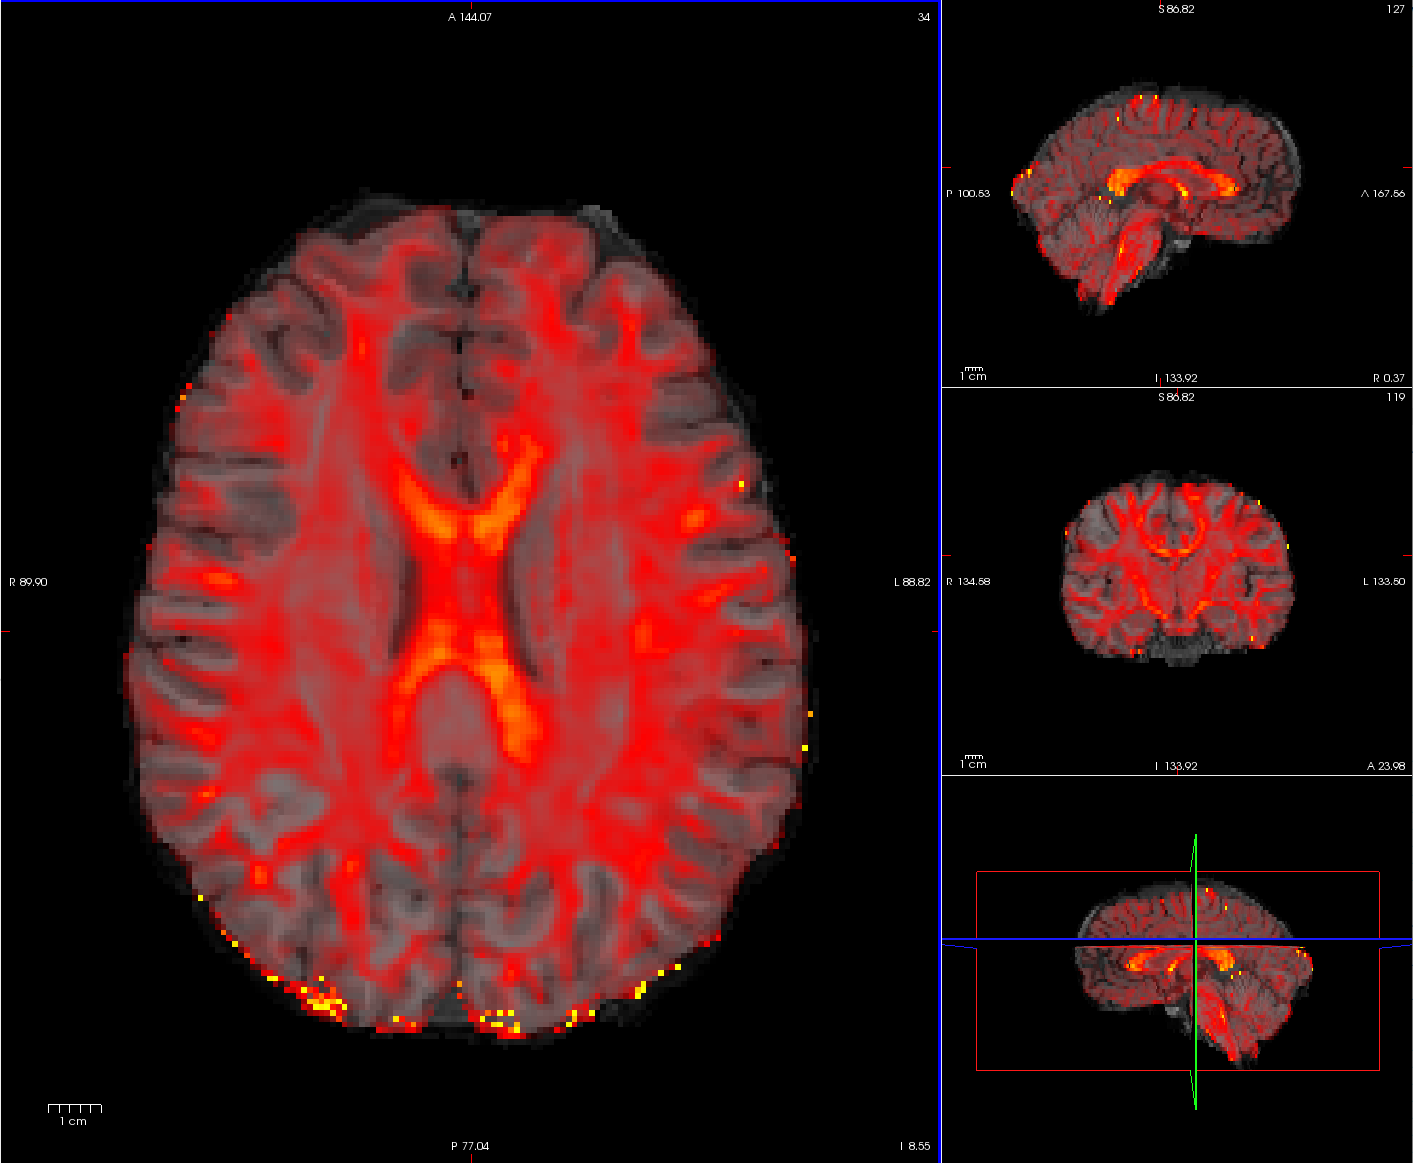 A 144.07
34
R 89.90
L 88.82
1 cm
P 77.04
I 8.55
S 86.82
127
P 100.53
A 167.56
1 cm
I 133.92
R 0.37
S 86.82
119
R 134.58
L 133.50
1 cm
I 133.92
A 23.98